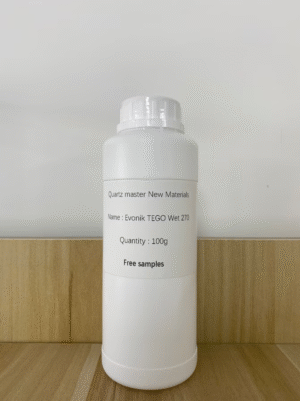 Quartz master New Materials
Name : Evonik TEGO Wet 270
Quantity : 100g
Free samples